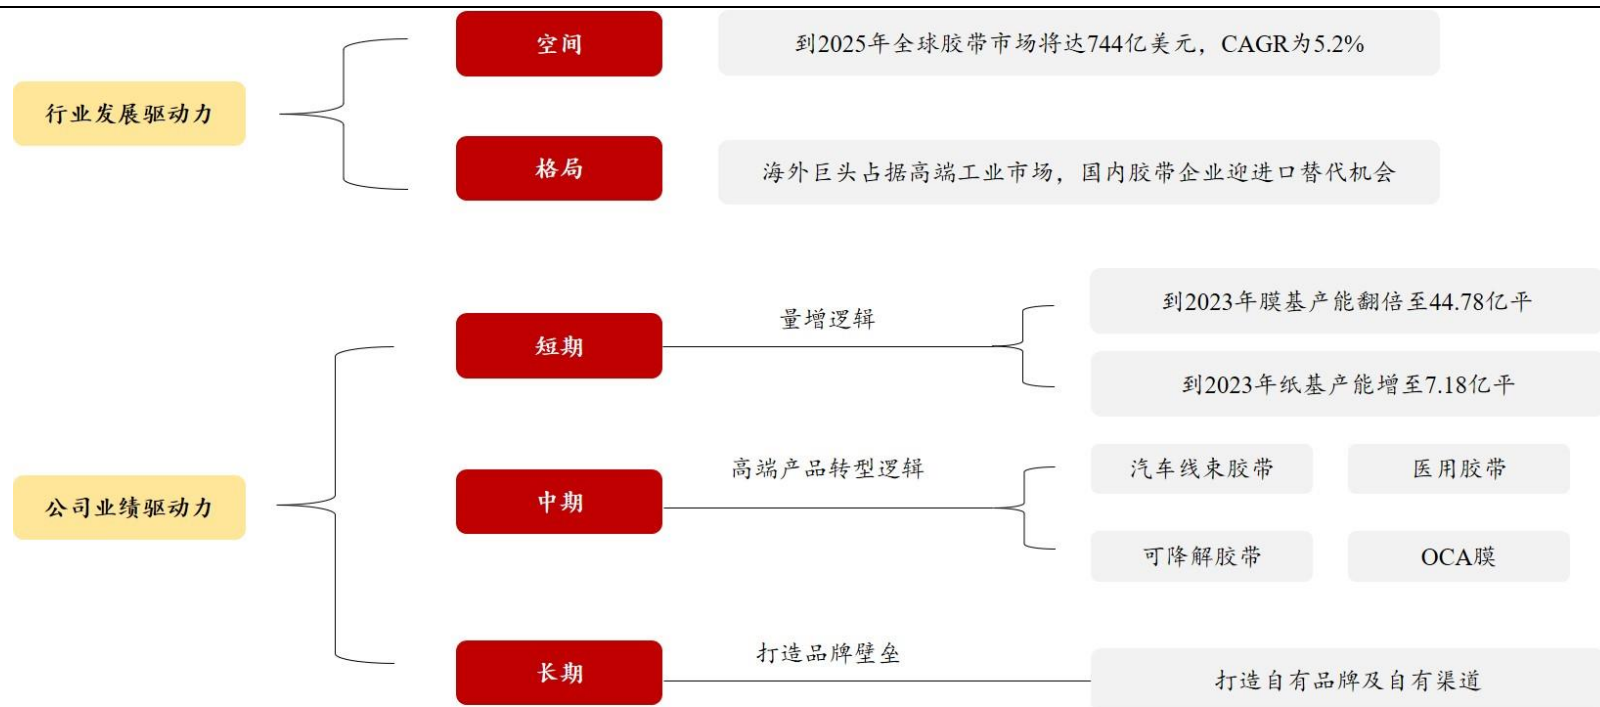 行业发展驱动力
空间
到2025年全球胶带市场将达744亿美元，CAGR为5.2%
格局
海外巨头占据高端工业市场，国内胶带企业迎进口替代机会
公司业绩驱动力
短期
量增逻辑
到2023年膜基产能翻倍至44.78亿平
到2023年纸基产能增至7.18亿平
中期
高端产品转型逻辑
汽车线束胶带
医用胶带
可降解胶带
OCA膜
长期
打造品牌壁垒
打造自有品牌及自有渠道